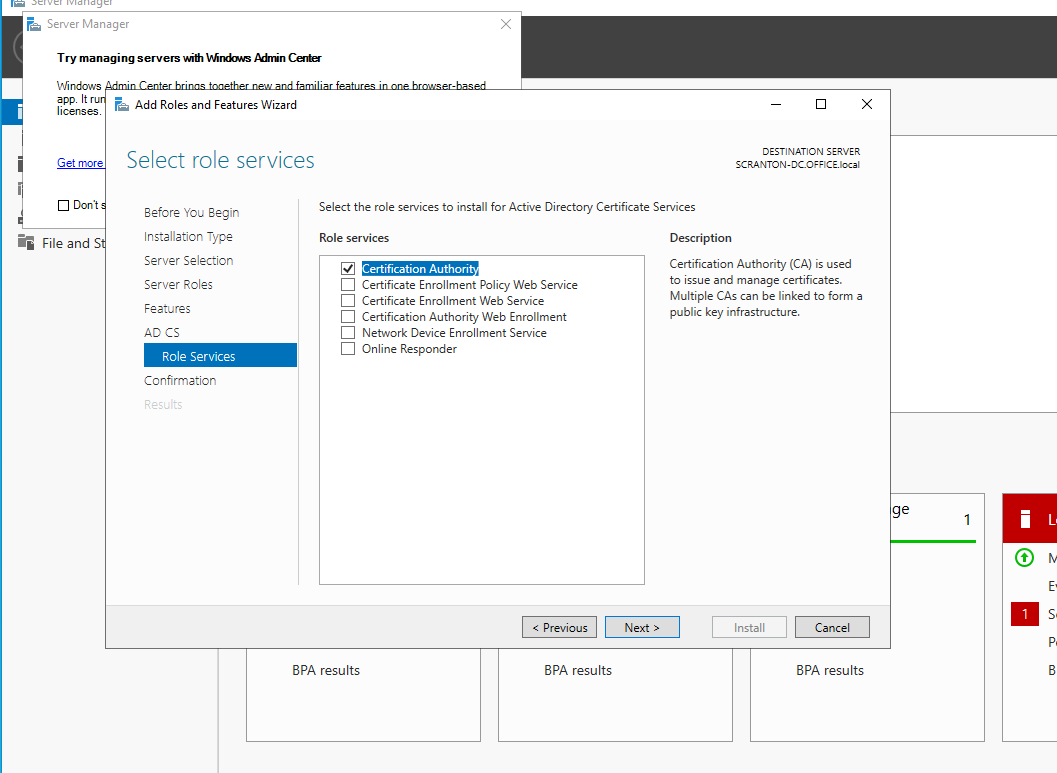 Server Manager
Server Manager
Try managing servers with Windows Admin Center
Windows Admin Center brings together new and familiar features in one browser-based
app. It run
licenses.
Get more
Don't s
File and St
Add Roles and Features Wizard
Select role services
DESTINATION SERVER
SCRANTON-DC.OFFICE.local
Before You Begin
Installation Type
Server Selection
Server Roles
Features
AD CS
Role Services
Confirmation
Results
Select the role services to install for Active Directory Certificate Services
Role services
Certification Authority
Certificate Enrollment Policy Web Service
Certificate Enrollment Web Service
Certification Authority Web Enrollment
Network Device Enrollment Service
Online Responder
Description
Certification Authority (CA) is used
to issue and manage certificates.
Multiple CAs can be linked to form a
public key infrastructure.
< Previous
Next >
Install
Cancel
ge
1
L
M
Ev
1
Se
Pe
B
BPA results
BPA results
BPA results